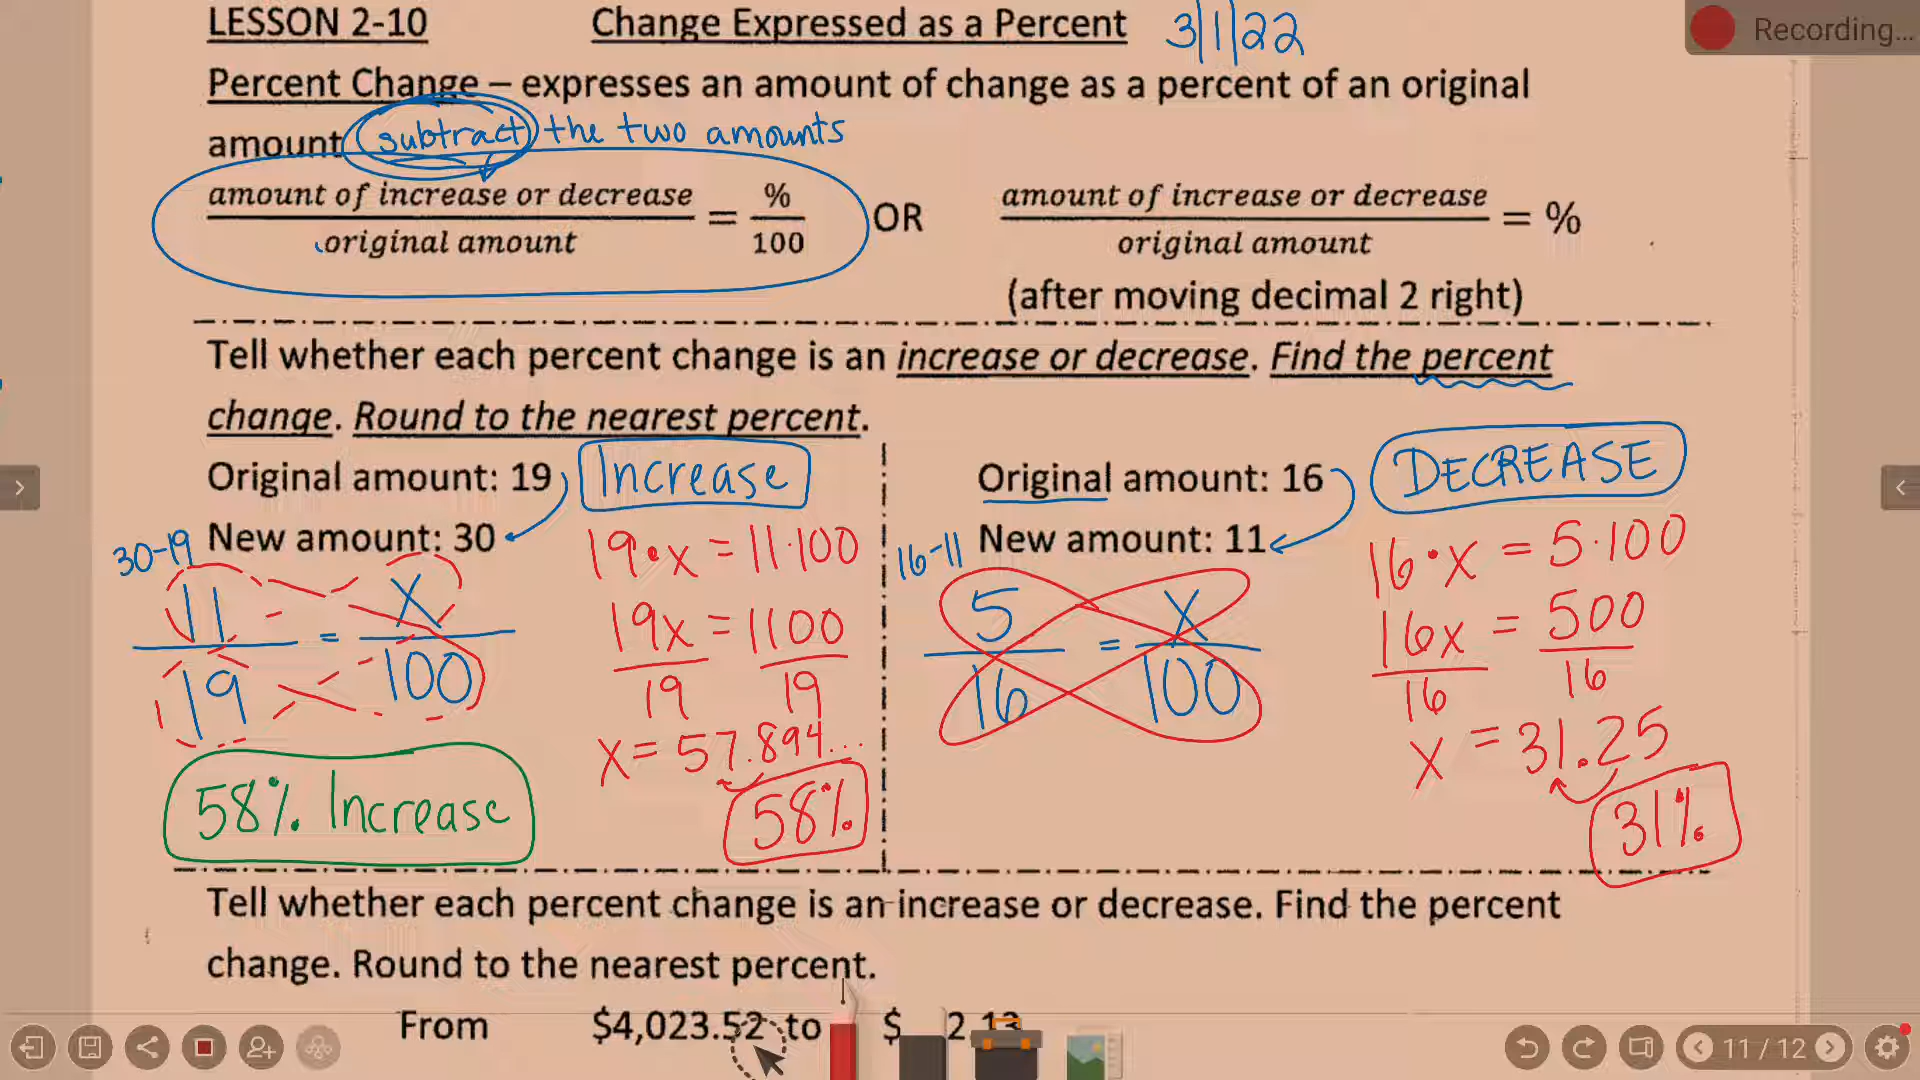 LESSON 2-10 Change Expressed as a Percent 3/1/22
Recording...
Percent Change – expresses an amount of change as a percent of an original
amount subtract the two amounts
amount of increase or decrease / original amount = % / 100 OR amount of increase or decrease / original amount = %
(after moving decimal 2 right)
Tell whether each percent change is an increase or decrease. Find the percent
change. Round to the nearest percent.
Original amount: 19 Increase
New amount: 30
30-19
11 / 19 = x / 100
19•x = 11·100
19x = 1100
19 19
x = 57.894...
58%
58% Increase
Original amount: 16 DECREASE
New amount: 11
16-11
5 / 16 = x / 100
16•x = 5·100
16x = 500
16 16
x = 31.25
31%
Tell whether each percent change is an increase or decrease. Find the percent
change. Round to the nearest percent.
From $4,023.52 to $
11 / 12